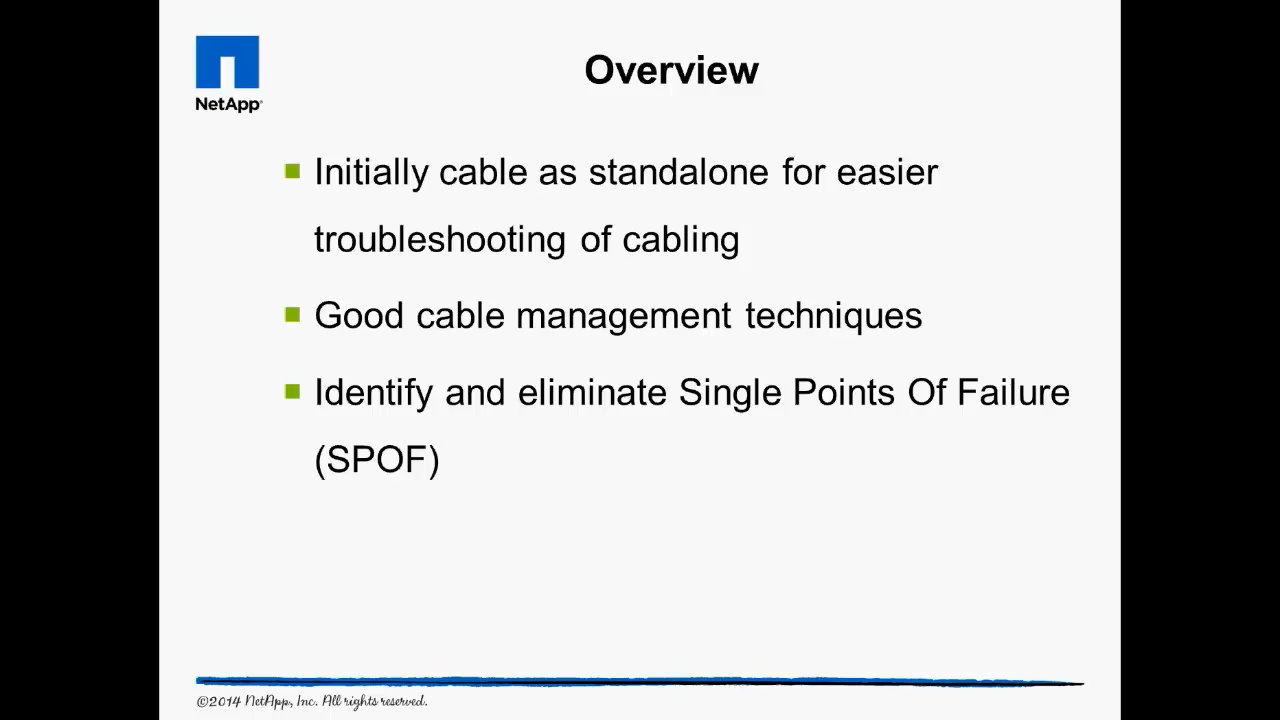 NetApp
Overview
Initially cable as standalone for easier
troubleshooting of cabling
Good cable management techniques
Identify and eliminate Single Points Of Failure
(SPOF)
©2014 NetApp, Inc. All rights reserved.